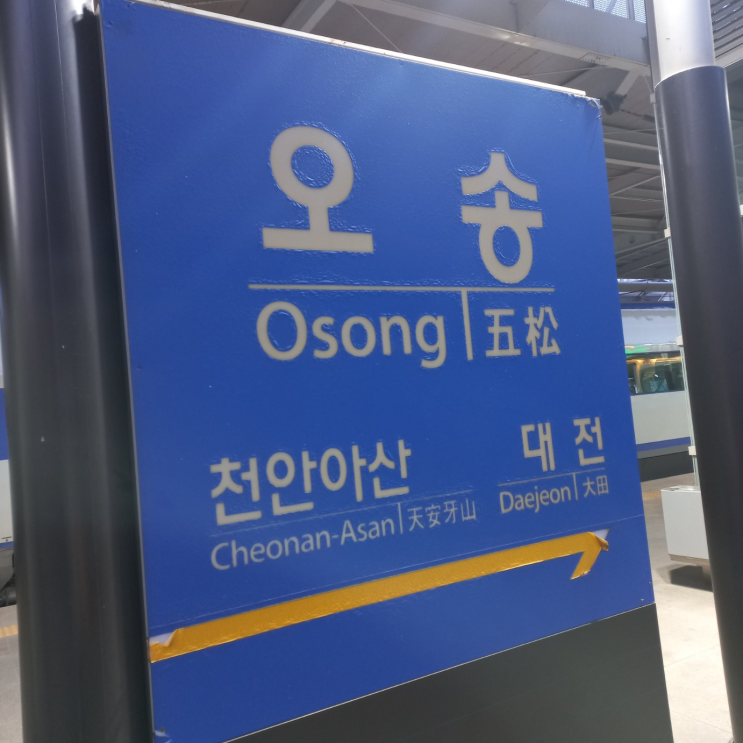 오 송
Osong 五松
천안아산 대전
Cheonan-Asan 天安牙山 Daejeon 大田